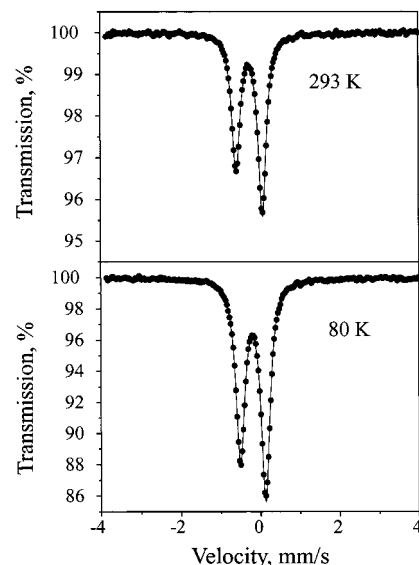 100
99
98
97
96
95
Transmission, %
293 K
100
98
96
94
92
90
88
86
Transmission, %
80 K
-4 -2 0 2 4
Velocity, mm/s